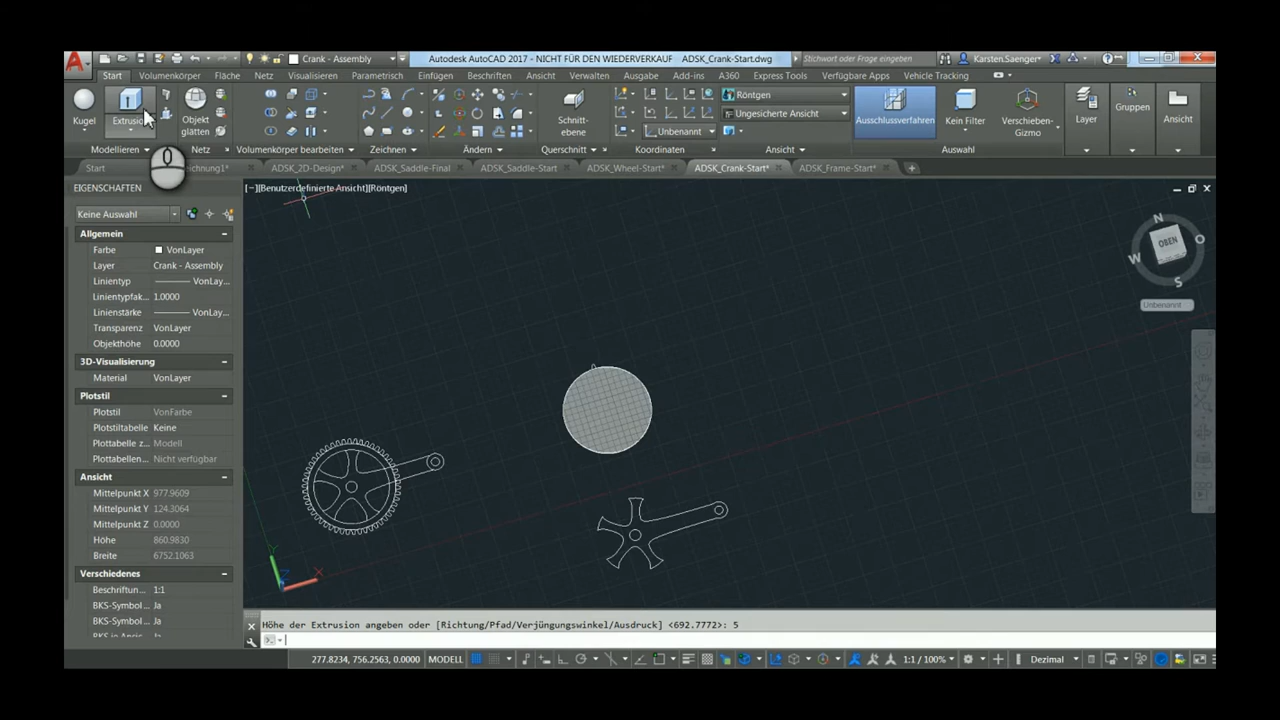 Crank - Assembly Autodesk AutoCAD 2017 - NICHT FÜR DEN WIEDERVERKAUF ADSK_Crank-Start.dwg Stichwort oder Frage eingeben Karsten.Saenger
Start Volumenkörper Fläche Netz Visualisieren Parametrisch Einfügen Beschriften Ansicht Verwalten Ausgabe Add-ins A360 Express Tools Verfügbare Apps Vehicle Tracking
Kugel
Objekt
glätten
Schnitt-
ebene
Röntgen
Ungesicherte Ansicht
Unbenannt
Ausschlussverfahren
Kein Filter
Verschieben-
Gizmo
Layer
Gruppen
Ansicht
Modellieren Netz Volumenkörper bearbeiten Zeichnen Ändern Querschnitt Koordinaten Ansicht Auswahl
Start ADSK_2D-Design* ADSK_Saddle-Final ADSK_Saddle-Start ADSK_Wheel-Start* ADSK_Crank-Start* ADSK_Frame-Start*
EIGENSCHAFTEN
[−][Benutzerdefinierte Ansicht][Röntgen]
Keine Auswahl
Allgemein
Farbe VonLayer
Layer Crank - Assembly
Linientyp VonLay...
Linientypfak... 1.0000
Linienstärke VonLay...
Transparenz VonLayer
Objekthöhe 0.0000
3D-Visualisierung
Material VonLayer
Plotstil
Plotstil VonFarbe
Plotstiltabelle Keine
Plottabelle z... Modell
Plottabellen... Nicht verfügbar
Ansicht
Mittelpunkt X 977.9609
Mittelpunkt Y 124.3064
Mittelpunkt Z 0.0000
Höhe 860.9830
Breite 6752.1063
Verschiedenes
Beschriftun... 1:1
BKS-Symbol ... Ja
BKS-Symbol ... Ja
N
W OBEN O
S
Unbenannt
Y
Z X
Höhe der Extrusion angeben oder [Richtung/Pfad/Verjüngungswinkel/Ausdruck] <692.7772>: 5
277.8234, 756.2563, 0.0000 MODELL 1:1 / 100% Dezimal